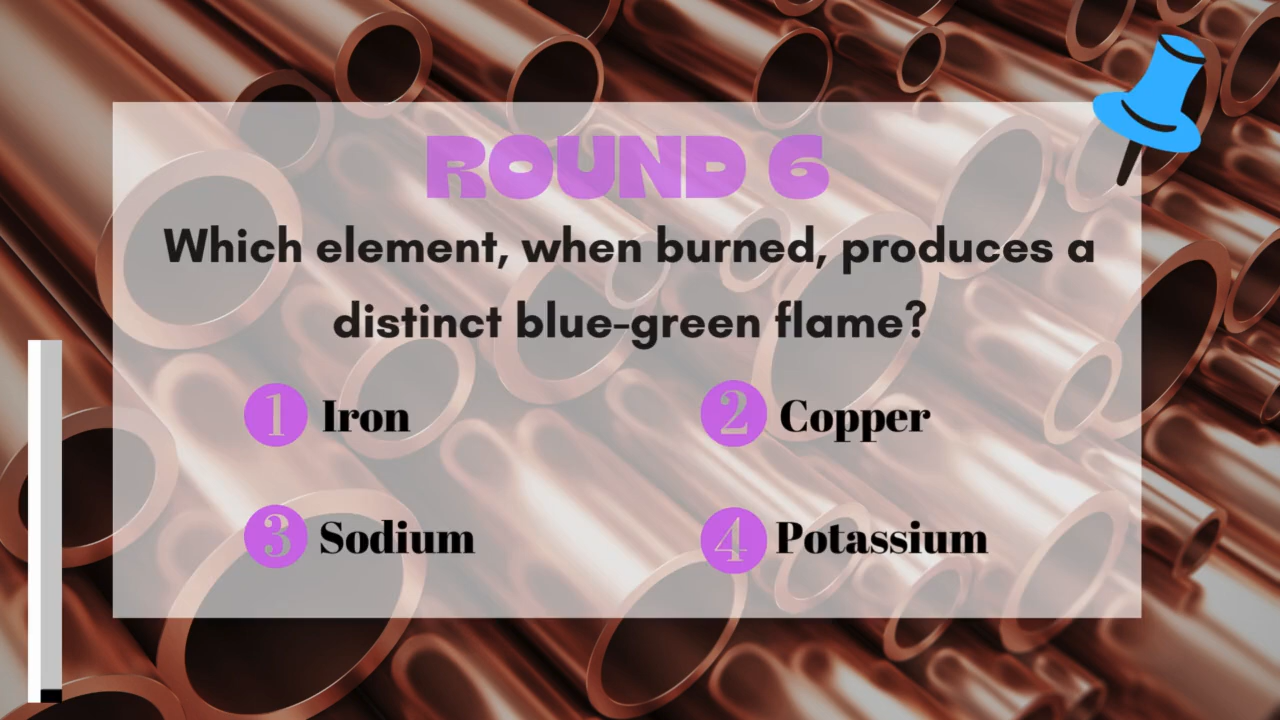 ROUND 6
Which element, when burned, produces a
distinct blue-green flame?
1 Iron
2 Copper
3 Sodium
4 Potassium